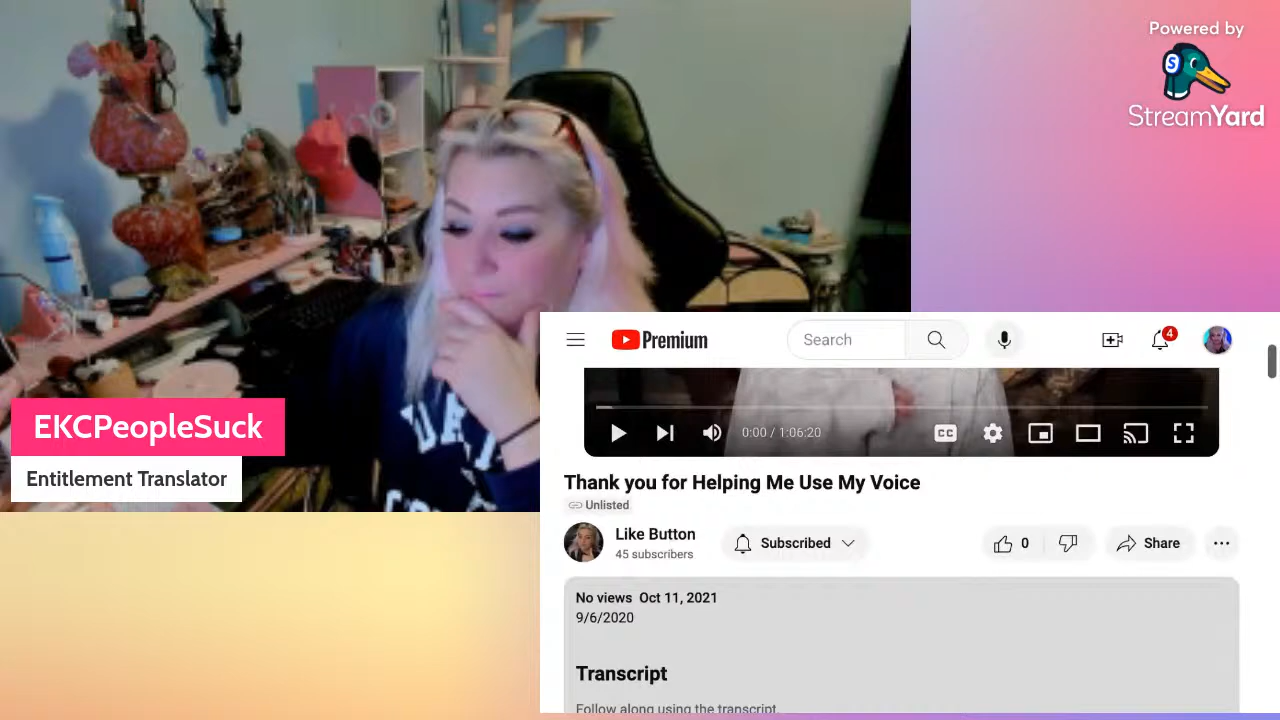 Powered by
StreamYard
EKCPeopleSuck
Entitlement Translator
Premium
Search
4
0:00 / 1:06:20
CC
Thank you for Helping Me Use My Voice
Unlisted
Like Button
45 subscribers
Subscribed
0
Share
No views Oct 11, 2021
9/6/2020
Transcript
Follow along using the transcript.